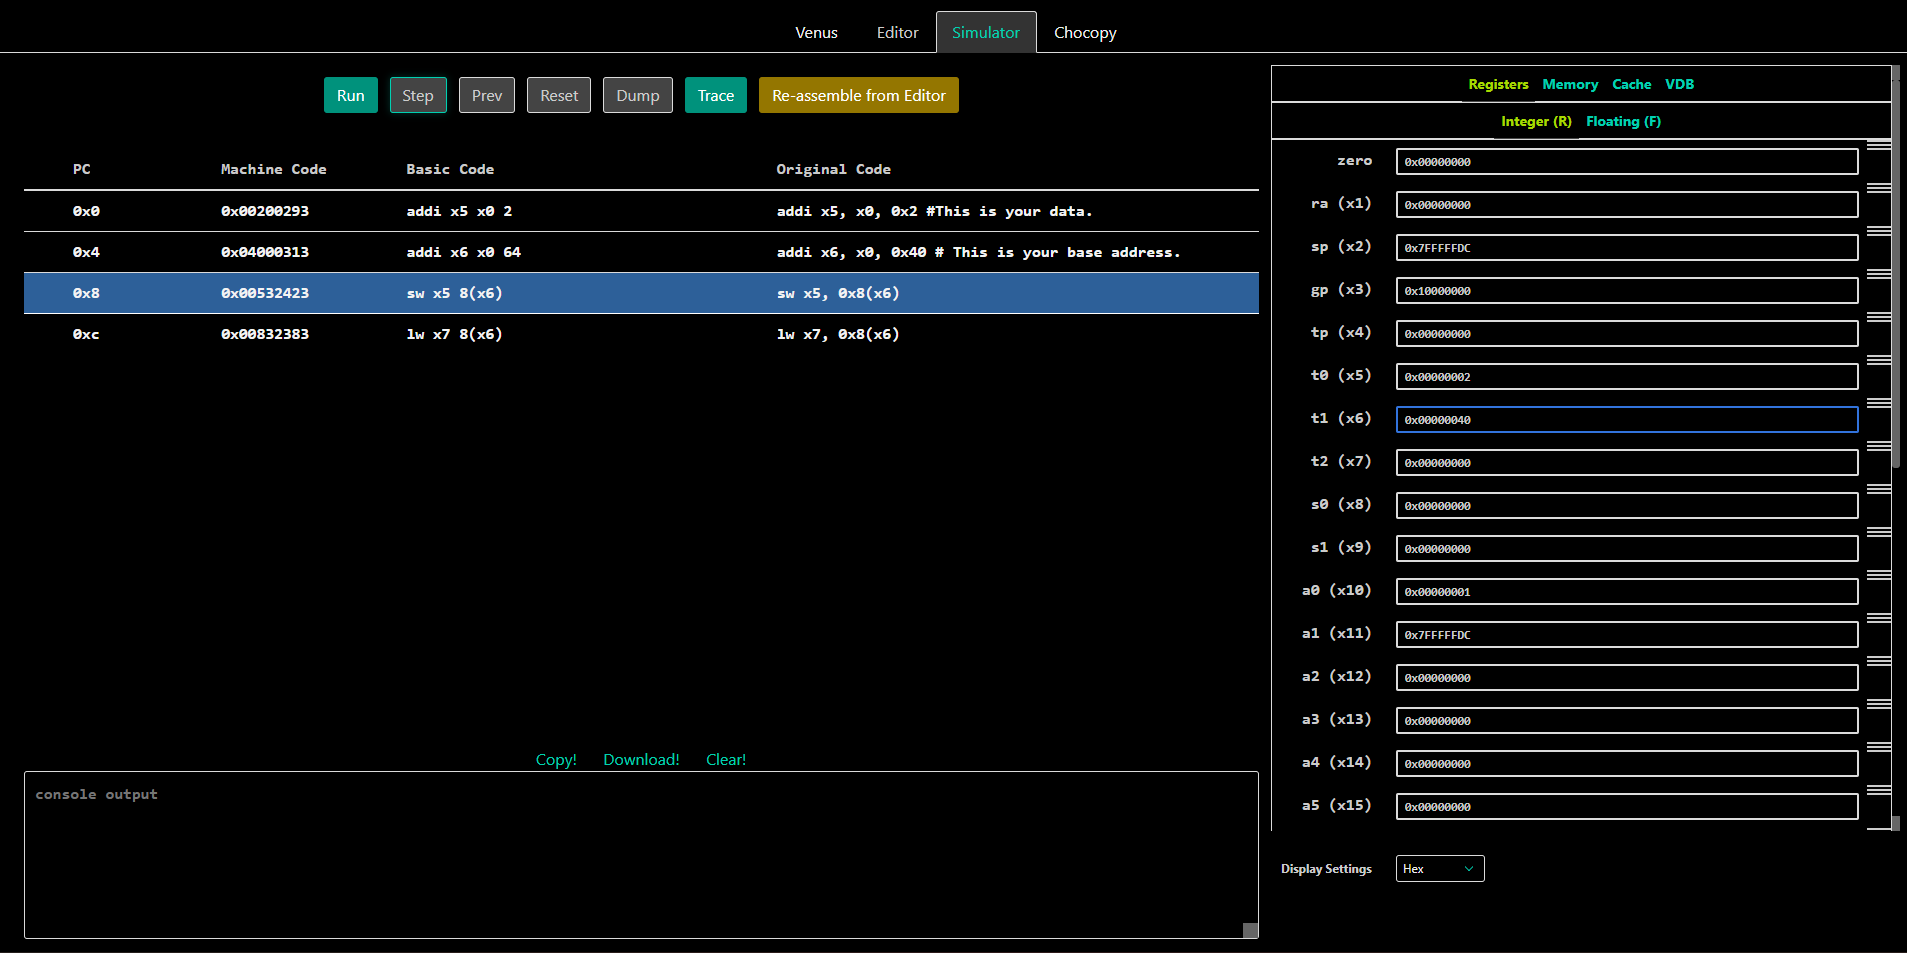 Venus Editor Simulator Chocopy
Run Step Prev Reset Dump Trace Re-assemble from Editor
PC Machine Code Basic Code Original Code
0x0 0x00200293 addi x5 x0 2 addi x5, x0, 0x2 #This is your data.
0x4 0x04000313 addi x6 x0 64 addi x6, x0, 0x40 # This is your base address.
0x8 0x00532423 sw x5 8(x6) sw x5, 0x8(x6)
0xc 0x00832383 lw x7 8(x6) lw x7, 0x8(x6)
Copy! Download! Clear!
console output
Registers Memory Cache VDB
Integer (R) Floating (F)
zero 0x00000000
ra (x1) 0x00000000
sp (x2) 0x7FFFFFDC
gp (x3) 0x10000000
tp (x4) 0x00000000
t0 (x5) 0x00000002
t1 (x6) 0x00000040
t2 (x7) 0x00000000
s0 (x8) 0x00000000
s1 (x9) 0x00000000
a0 (x10) 0x00000001
a1 (x11) 0x7FFFFFDC
a2 (x12) 0x00000000
a3 (x13) 0x00000000
a4 (x14) 0x00000000
a5 (x15) 0x00000000
Display Settings Hex